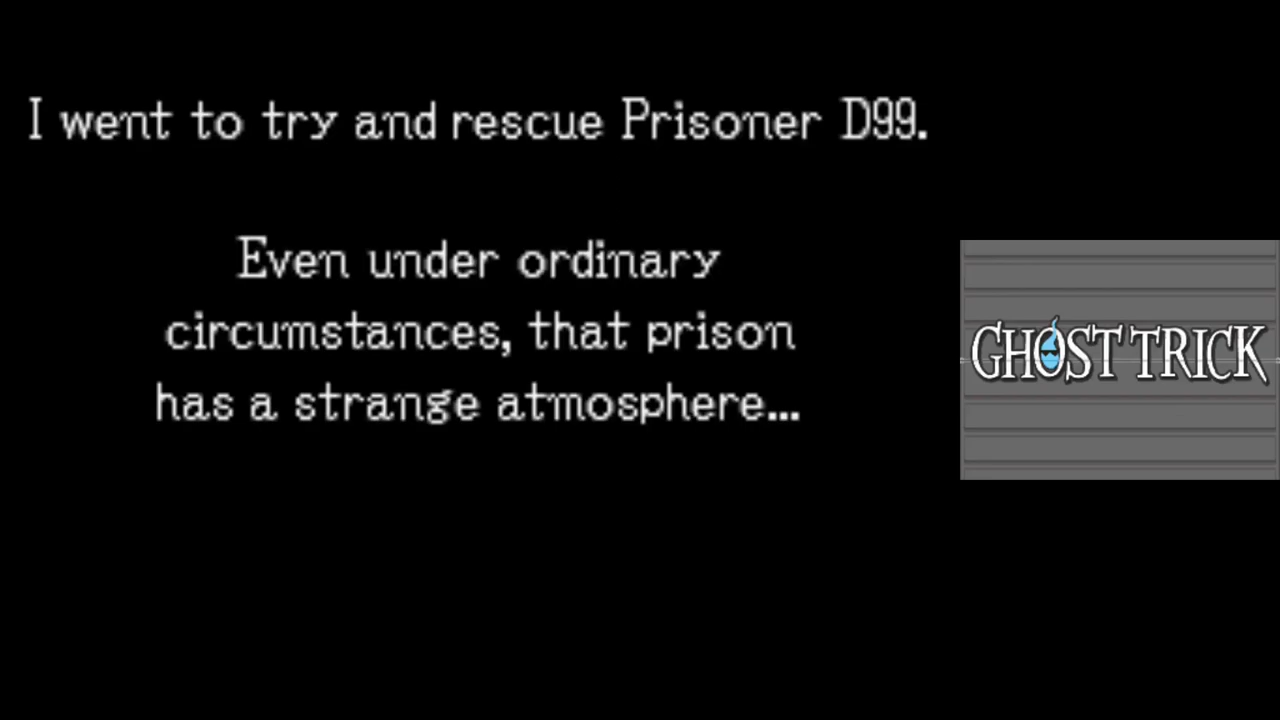 I went to try and rescue Prisoner D99.
Even under ordinary
circumstances, that prison
has a strange atmosphere...
GHOST TRICK